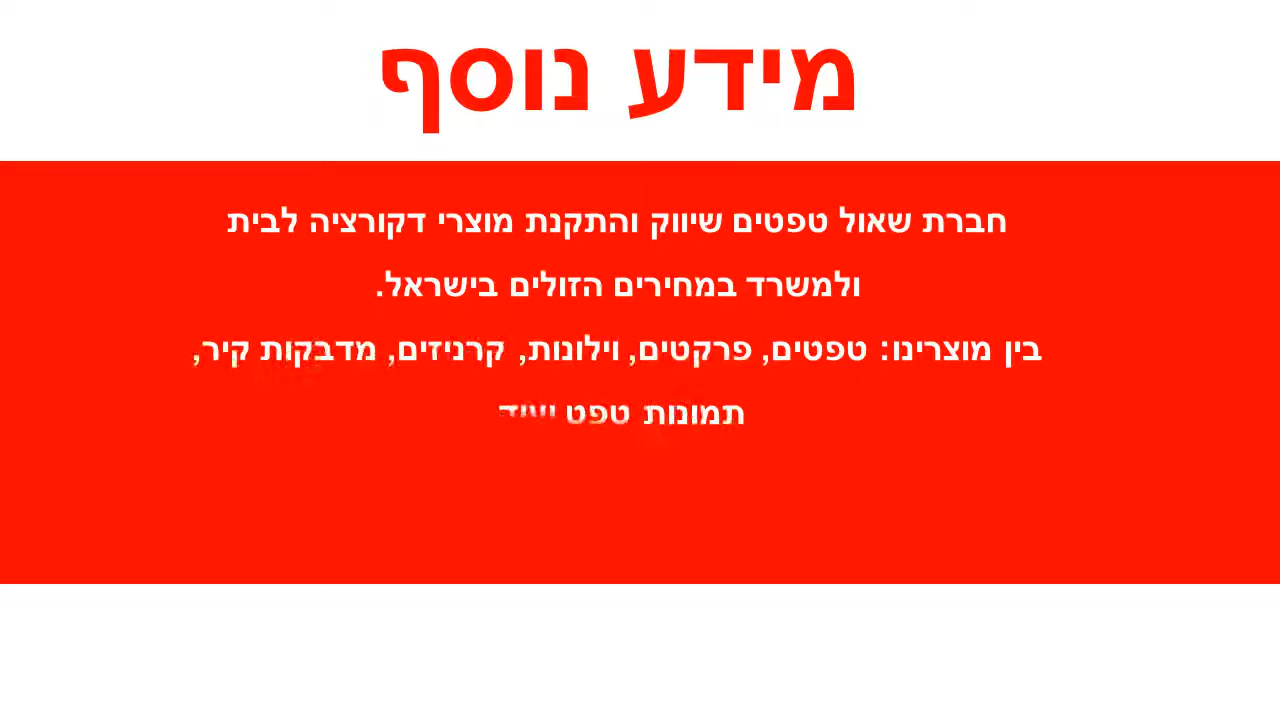 מידע נוסף
חברת שאול טפטים שיווק והתקנת מוצרי דקורציה לבית
ולמשרד במחירים הזולים בישראל.
בין מוצרינו: טפטים, פרקטים, וילונות, קרניזים, מדבקות קיר,
תמונות טפט